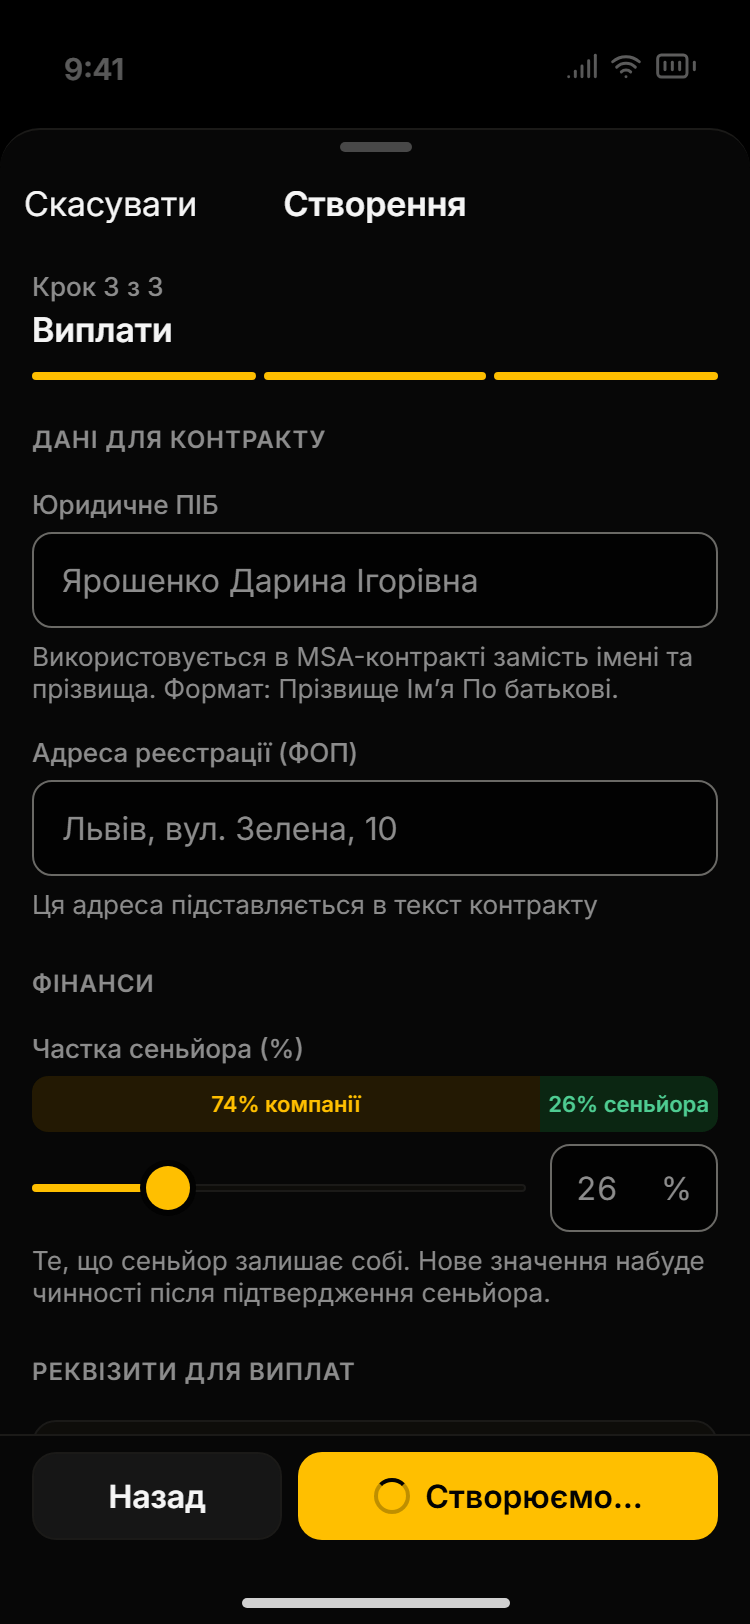 9:41
Скасувати
Створення
Крок 3 з 3
Виплати
ДАНІ ДЛЯ КОНТРАКТУ
Юридичне ПІБ
Ярошенко Дарина Ігорівна
Використовується в MSA-контракті замість імені та
прізвища. Формат: Прізвище Ім’я По батькові.
Адреса реєстрації (ФОП)
Львів, вул. Зелена, 10
Ця адреса підставляється в текст контракту
ФІНАНСИ
Частка сеньйора (%)
74% компанії
26% сеньйора
26 %
Те, що сеньйор залишає собі. Нове значення набуде
чинності після підтвердження сеньйора.
РЕКВІЗИТИ ДЛЯ ВИПЛАТ
Назад
Створюємо...